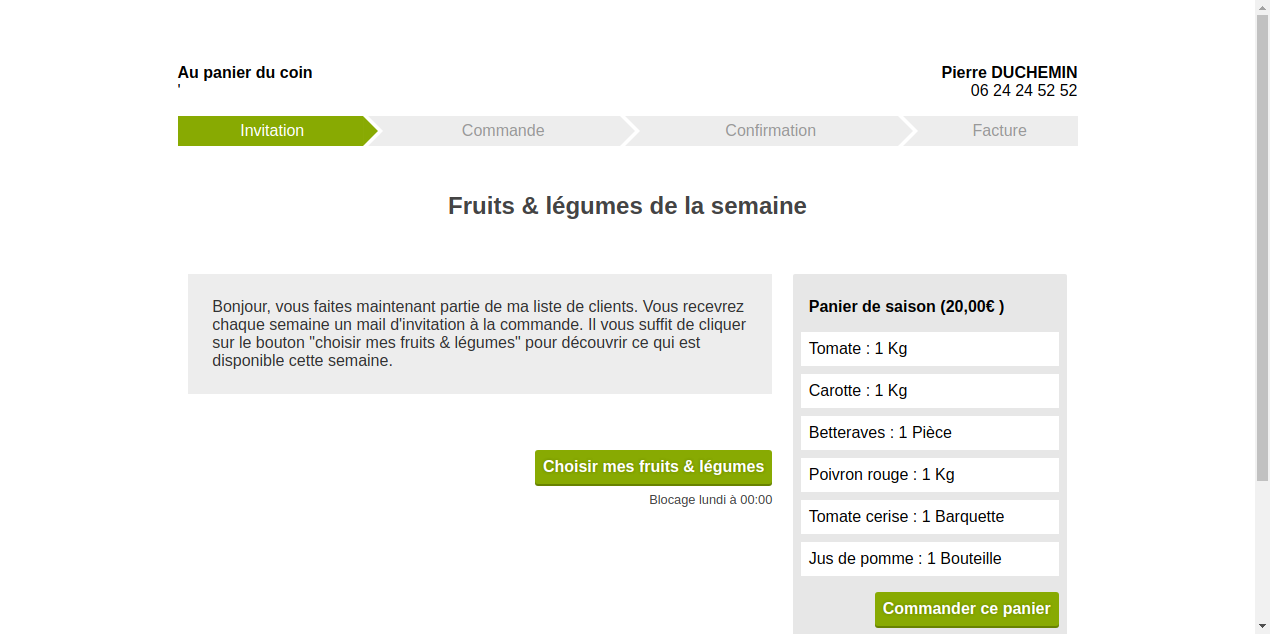 Au panier du coin
'
Pierre DUCHEMIN
06 24 24 52 52
Invitation
Commande
Confirmation
Facture
Fruits & légumes de la semaine
Bonjour, vous faites maintenant partie de ma liste de clients. Vous recevrez
chaque semaine un mail d'invitation à la commande. Il vous suffit de cliquer
sur le bouton "choisir mes fruits & légumes" pour découvrir ce qui est
disponible cette semaine.
Choisir mes fruits & légumes
Blocage lundi à 00:00
Panier de saison (20,00€ )
Tomate : 1 Kg
Carotte : 1 Kg
Betteraves : 1 Pièce
Poivron rouge : 1 Kg
Tomate cerise : 1 Barquette
Jus de pomme : 1 Bouteille
Commander ce panier